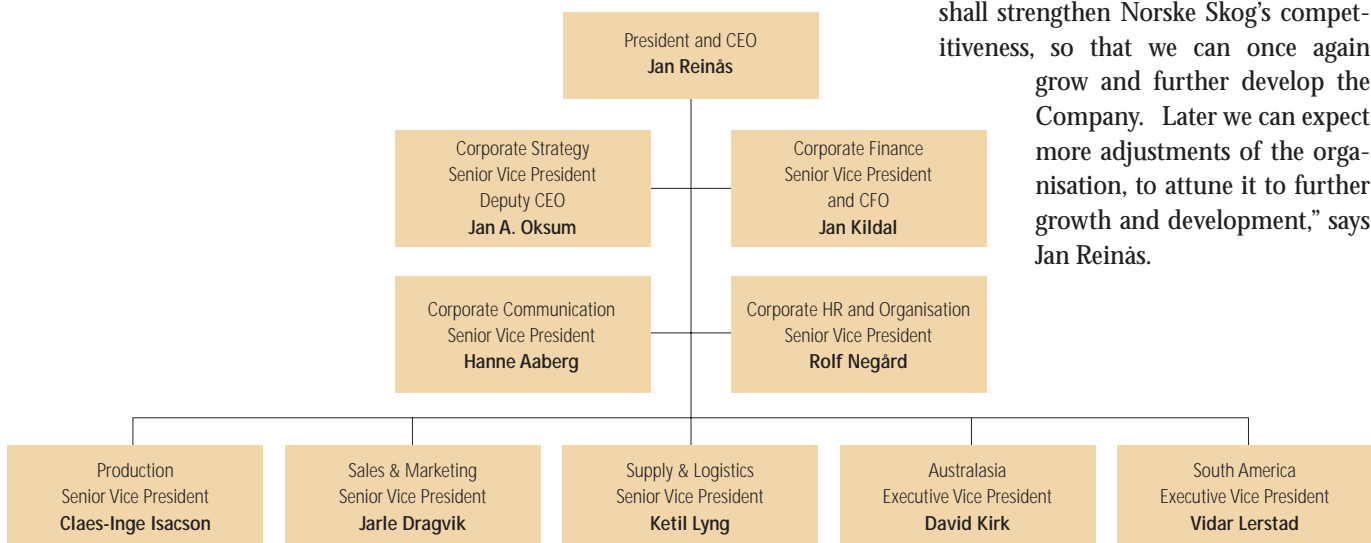 President and CEO
Jan Reinås
Corporate Strategy
Senior Vice President
Deputy CEO
Jan A. Oksum
Corporate Finance
Senior Vice President
and CFO
Jan Kildal
Corporate Communication
Senior Vice President
Hanne Aaberg
Corporate HR and Organisation
Senior Vice President
Rolf Negård
Production
Senior Vice President
Claes-Inge Isacson
Sales & Marketing
Senior Vice President
Jarle Dragvik
Supply & Logistics
Senior Vice President
Ketil Lyng
Australasia
Executive Vice President
David Kirk
South America
Executive Vice President
Vidar Lerstad
shall strengthen Norske Skog's compet-
itiveness, so that we can once again
grow and further develop the
Company. Later we can expect
more adjustments of the orga-
nisation, to attune it to further
growth and development,” says
Jan Reinås.